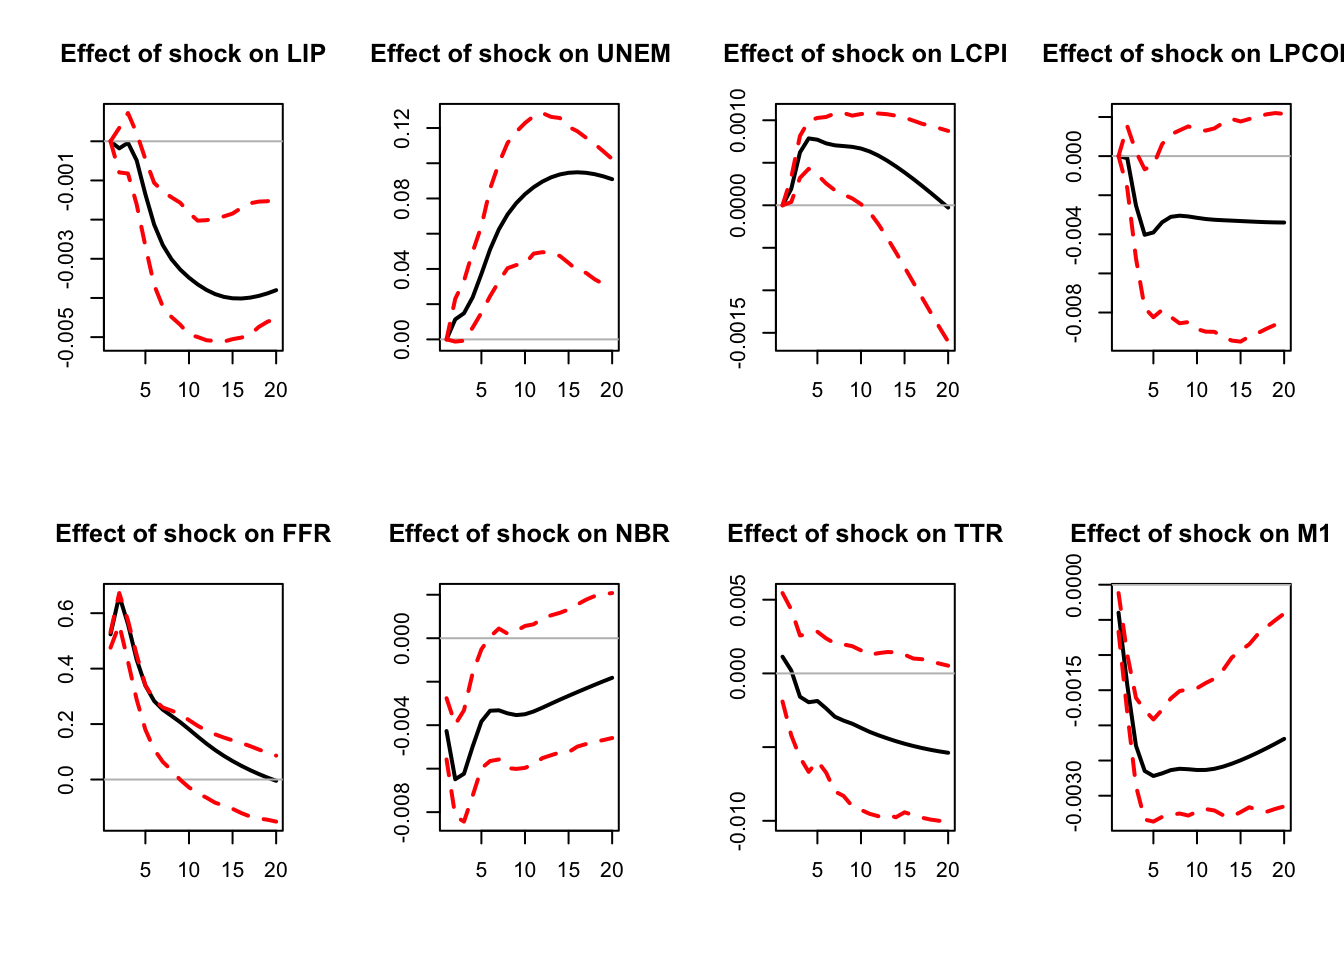 Effect of shock on LIP
Effect of shock on UNEM
Effect of shock on LCPI
Effect of shock on LPCO
-0.001
-0.003
-0.005
5 10 15 20
0.12
0.08
0.04
0.00
5 10 15 20
0.0010
0.0000
-0.0015
5 10 15 20
0.000
-0.004
-0.008
5 10 15 20
Effect of shock on FFR
Effect of shock on NBR
Effect of shock on TTR
Effect of shock on M1
0.6
0.4
0.2
0.0
5 10 15 20
0.000
-0.004
-0.008
5 10 15 20
0.005
0.000
-0.010
5 10 15 20
0.0000
-0.0015
-0.0030
5 10 15 20